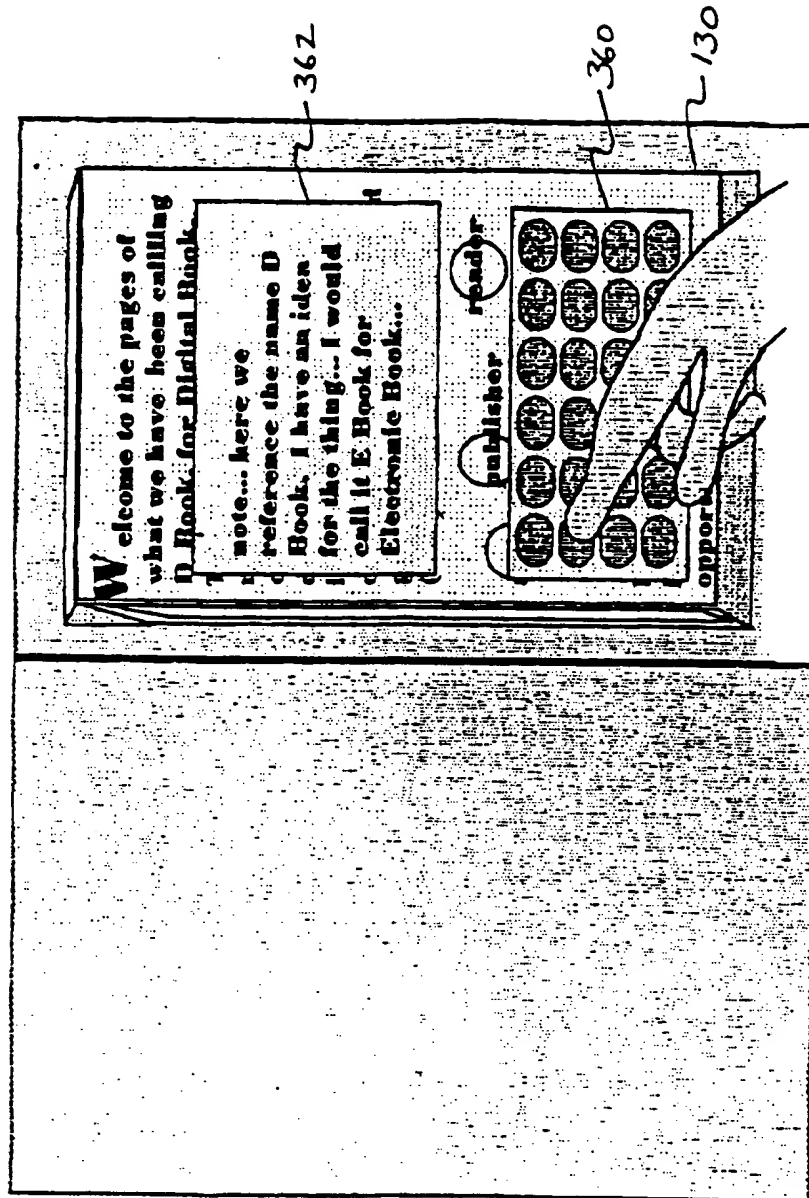 Welcome to the pages of
what we have been calling
D Book for Digital Book.
note... here we
reference the name D
Book. I have an idea
for the thing... I would
call it E Book for
Electronic Book...
publisher
reader
opport
362
360
130